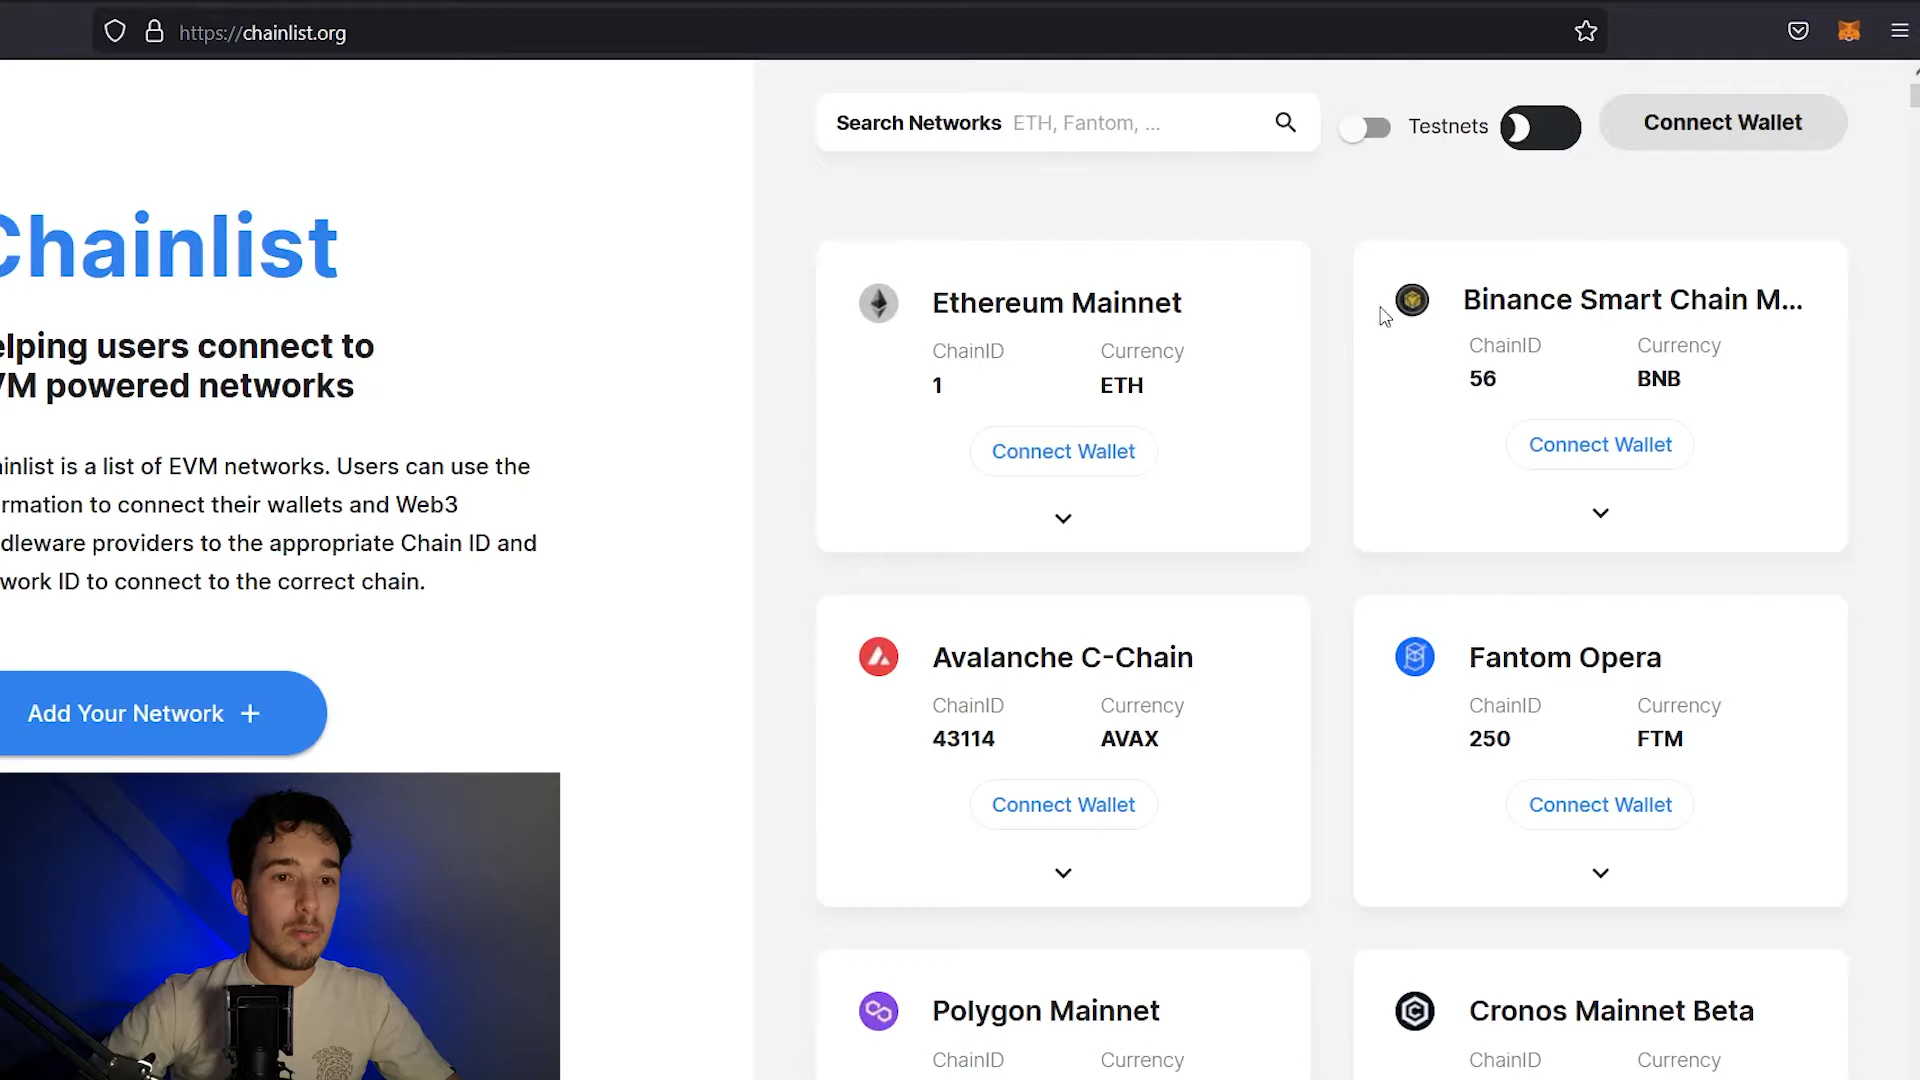 https://chainlist.org
Search Networks ETH, Fantom, ...
Testnets
Connect Wallet
Chainlist
elping users connect to
VM powered networks
ainlist is a list of EVM networks. Users can use the
rmation to connect their wallets and Web3
dleware providers to the appropriate Chain ID and
work ID to connect to the correct chain.
Add Your Network +
Ethereum Mainnet
ChainID Currency
1 ETH
Connect Wallet
Binance Smart Chain M...
ChainID Currency
56 BNB
Connect Wallet
Avalanche C-Chain
ChainID Currency
43114 AVAX
Connect Wallet
Fantom Opera
ChainID Currency
250 FTM
Connect Wallet
Polygon Mainnet
ChainID Currency
Cronos Mainnet Beta
ChainID Currency